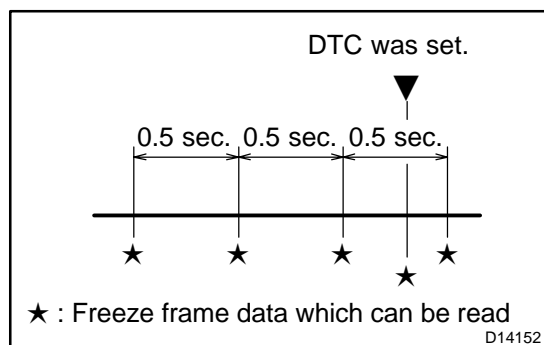 DTC was set.
0.5 sec. 0.5 sec. 0.5 sec.
★ : Freeze frame data which can be read
D14152